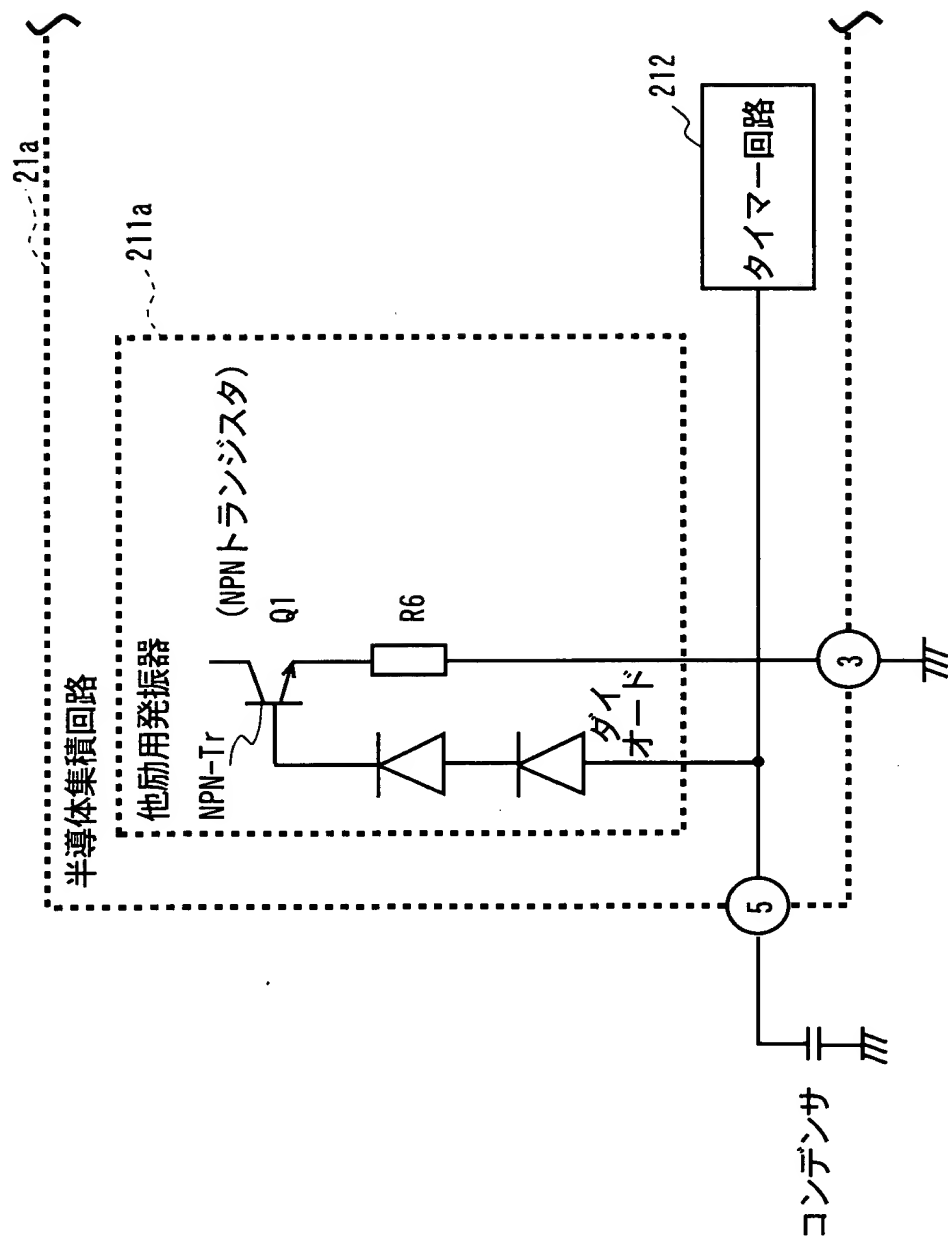 21a
半導体集積回路
211a
他励用発振器
NPN-Tr
(NPNトランジスタ)
Q1
R6
ダイ
オード
212
タイマー回路
3
5
コンデンサ